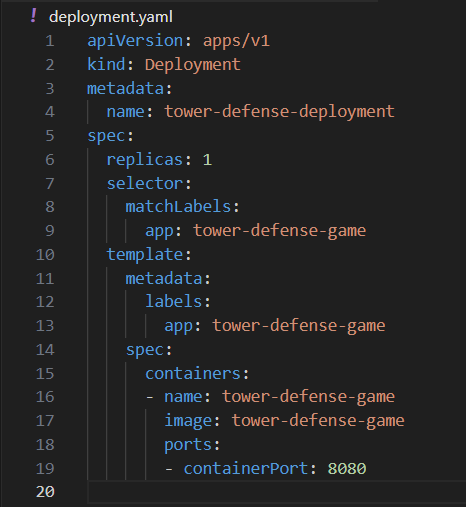 ! deployment.yaml
1 apiVersion: apps/v1
2 kind: Deployment
3 metadata:
4   name: tower-defense-deployment
5 spec:
6   replicas: 1
7   selector:
8     matchLabels:
9       app: tower-defense-game
10   template:
11     metadata:
12       labels:
13         app: tower-defense-game
14     spec:
15       containers:
16       - name: tower-defense-game
17         image: tower-defense-game
18         ports:
19         - containerPort: 8080
20